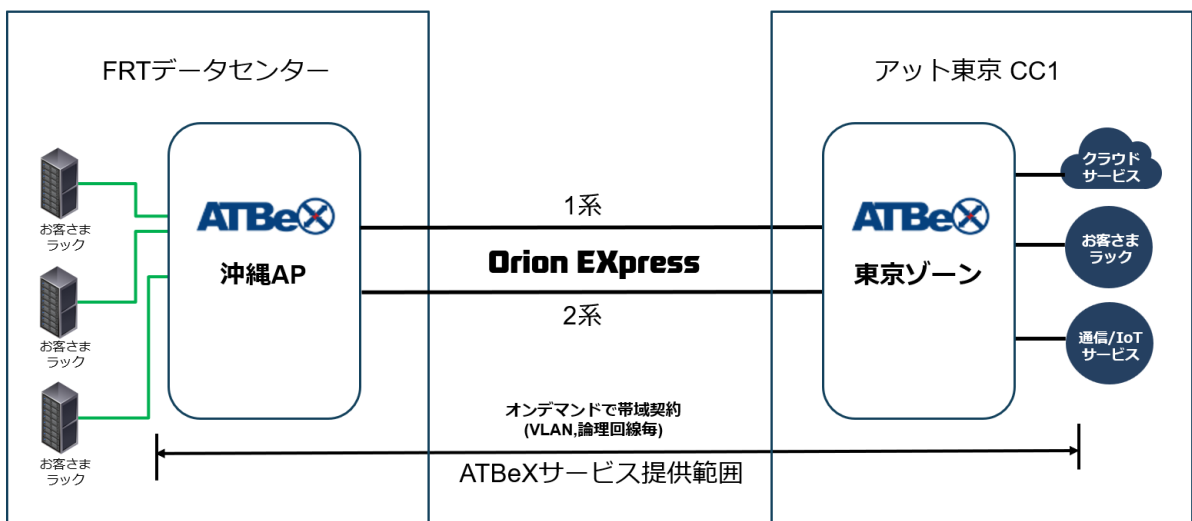 FRTデータセンター
アット東京 CC1
お客さま
ラック
お客さま
ラック
お客さま
ラック
ATBeX
沖縄AP
1系
Orion EXpress
2系
ATBeX
東京ゾーン
クラウド
サービス
お客さま
ラック
通信/IoT
サービス
オンデマンドで帯域契約
(VLAN,論理回線毎)
ATBeXサービス提供範囲